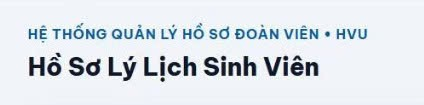 HỆ THỐNG QUẢN LÝ HỒ SƠ ĐOÀN VIÊN • HVU
Hồ Sơ Lý Lịch Sinh Viên